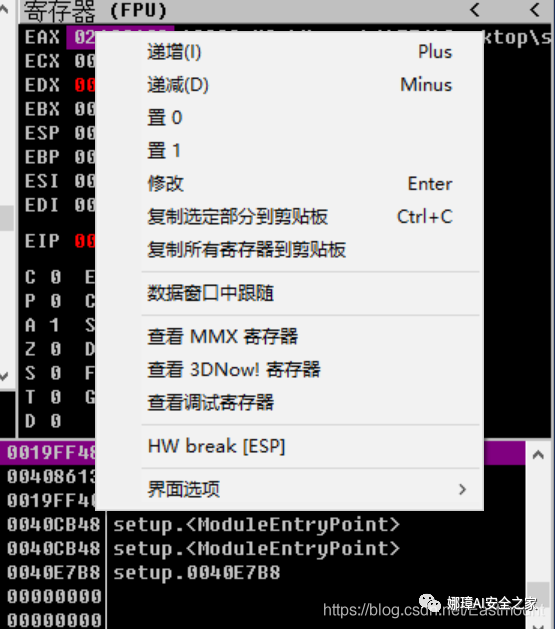 寄存器 (FPU) < <
EAX 02 ktop\s
ECX 00
EDX 00
EBX 00
ESP 00
EBP 00
ESI 00
EDI 00
EIP 00
C 0 E
P 0 C
A 1 S
Z 0 D
S 0 F
T 0 G
D 0
递增(I) Plus
递减(D) Minus
置 0
置 1
修改 Enter
复制选定部分到剪贴板 Ctrl+C
复制所有寄存器到剪贴板
数据窗口中跟随
查看 MMX 寄存器
查看 3DNow! 寄存器
查看调试寄存器
HW break [ESP]
界面选项 >
0019FF48
00408613
0019FF40
0040CB48 setup.<ModuleEntryPoint>
0040CB48 setup.<ModuleEntryPoint>
0040E7B8 setup.0040E7B8
00000000
00000000
娜璋AI安全之家
https://blog.csdn.net/Eastmount